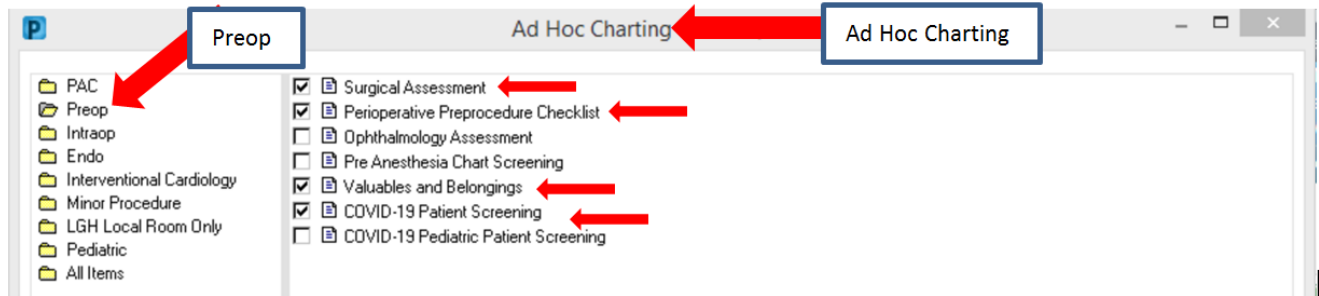 P
Ad Hoc Charting
Preop
Ad Hoc Charting
PAC
Preop
Intraop
Endo
Interventional Cardiology
Minor Procedure
LGH Local Room Only
Pediatric
All Items
Surgical Assessment
Perioperative Preprocedure Checklist
Ophthalmology Assessment
Pre Anesthesia Chart Screening
Valuables and Belongings
COVID-19 Patient Screening
COVID-19 Pediatric Patient Screening